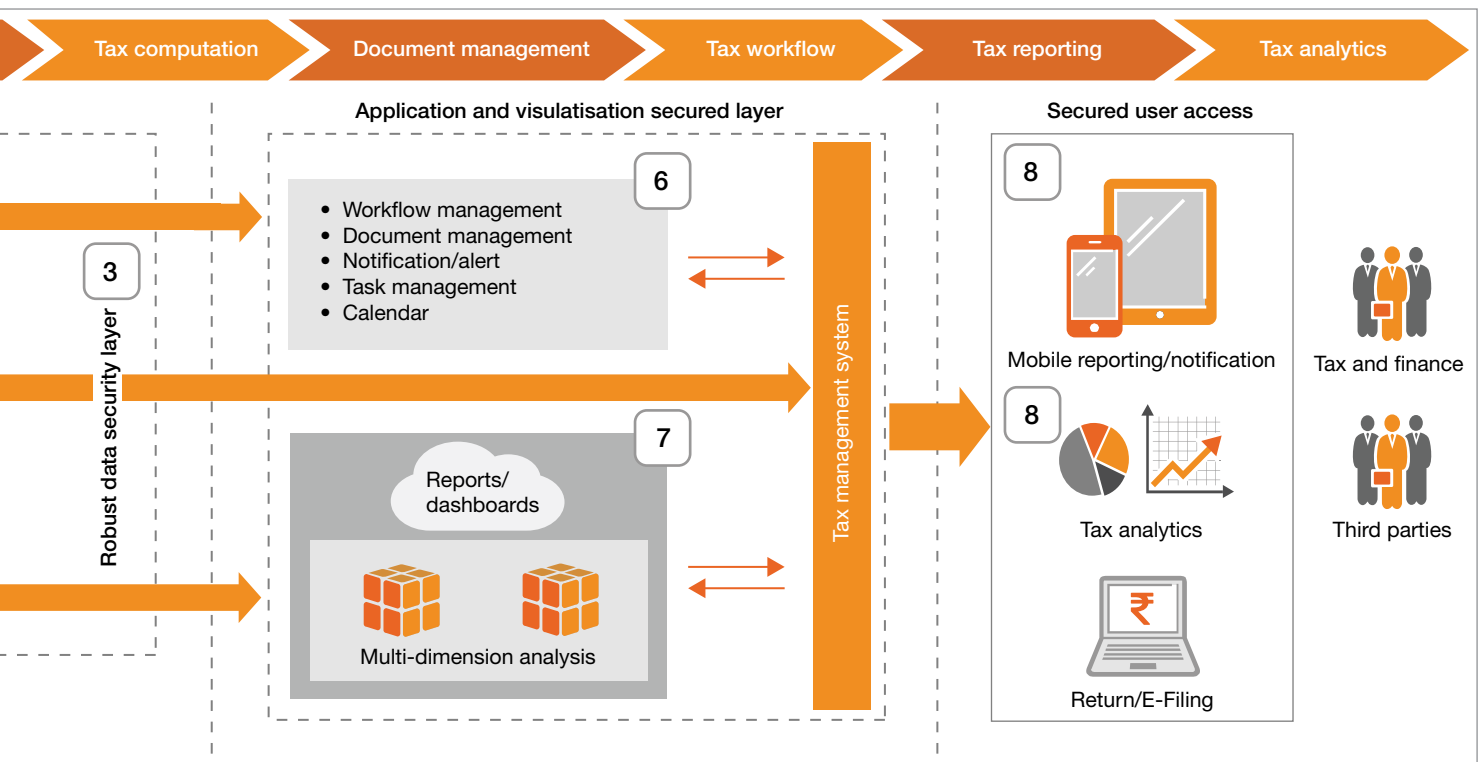 Tax computation
Document management
Tax workflow
Tax reporting
Tax analytics
Application and visulatisation secured layer
Secured user access
3
Robust data security layer
6
• Workflow management
• Document management
• Notification/alert
• Task management
• Calendar
7
Reports/
dashboards
Multi-dimension analysis
Tax management system
8
Mobile reporting/notification
8
Tax analytics
₹
Return/E-Filing
Tax and finance
Third parties